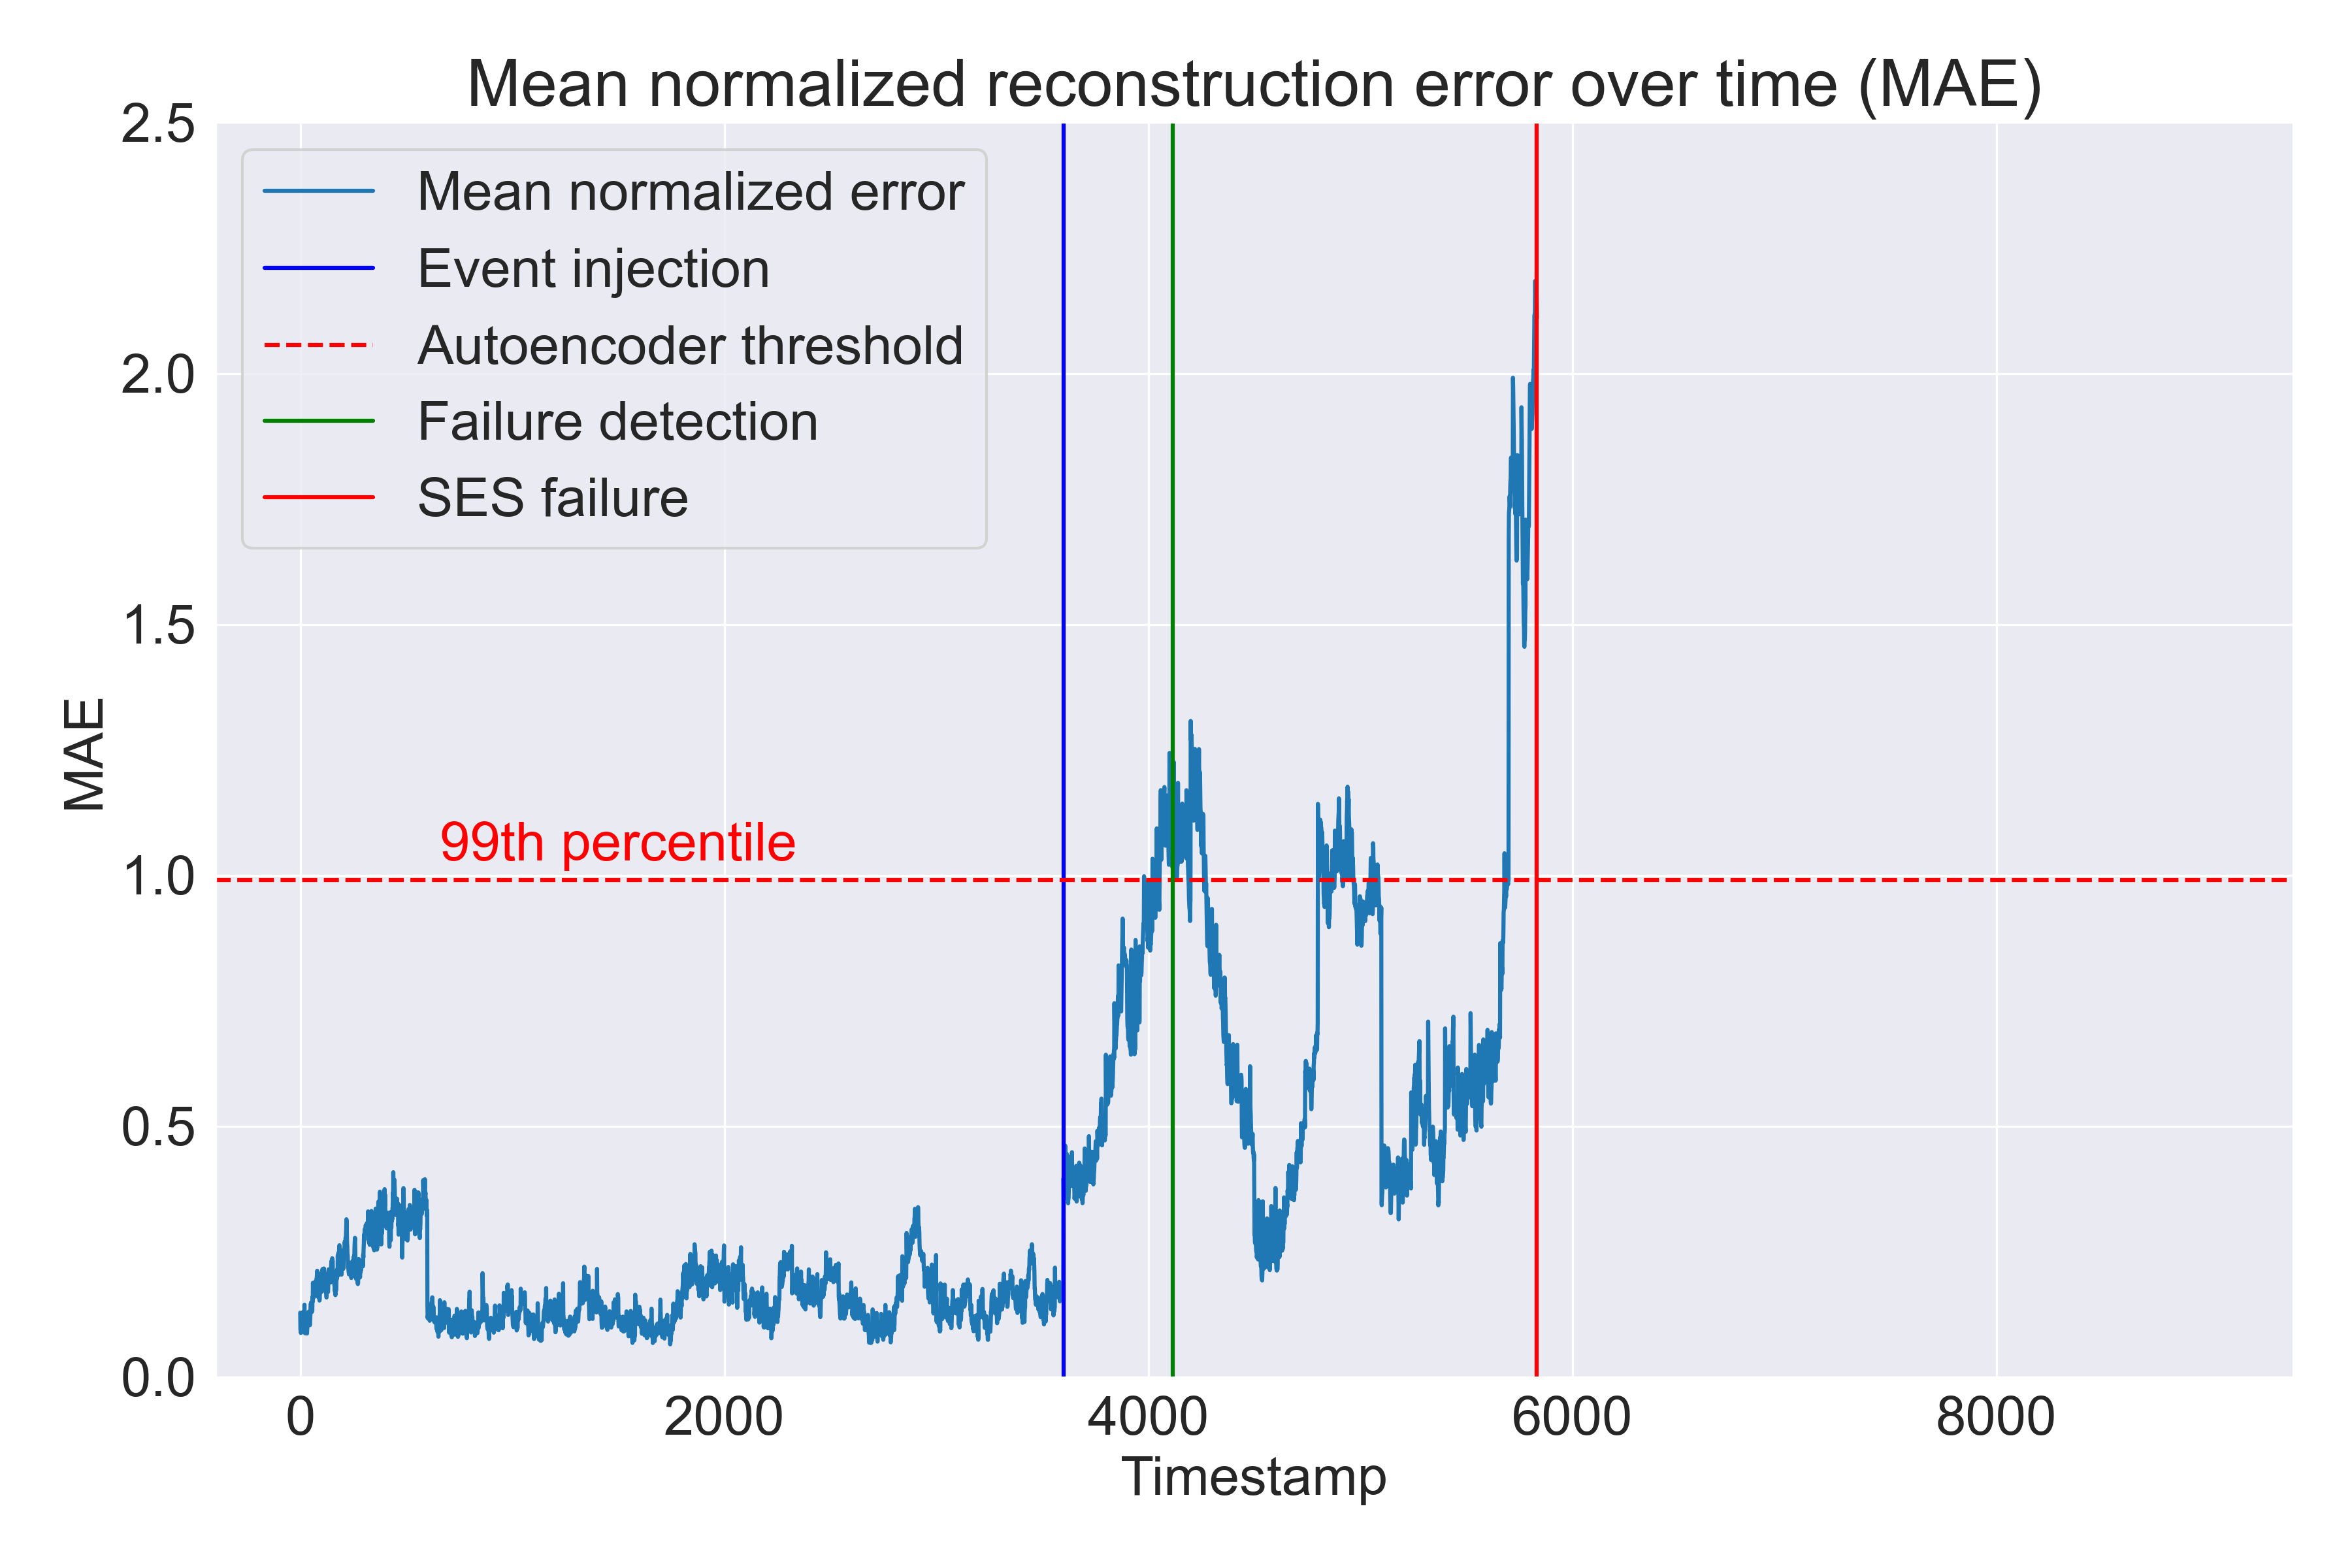 Mean normalized reconstruction error over time (MAE)
2.5
Mean normalized error
Event injection
Autoencoder threshold
Failure detection
SES failure
2.0
1.5
MAE
99th percentile
1.0
0.5
0.0
0 2000 4000 6000 8000
Timestamp